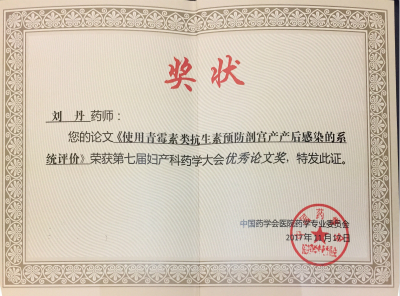 奖状
刘 丹 药师：
您的论文《使用青霉素类抗生素预防剖宫产产后感染的系
统评价》荣获第七届妇产科药学大会优秀论文奖，特发此证。
中国药学会医院药学专业委员会